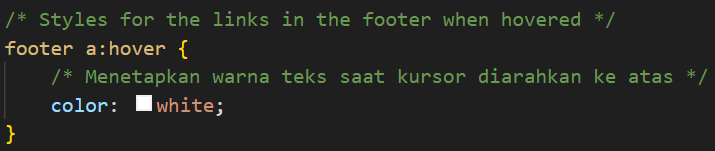 /* Styles for the links in the footer when hovered */
footer a:hover {
    /* Menetapkan warna teks saat kursor diarahkan ke atas */
    color: white;
}